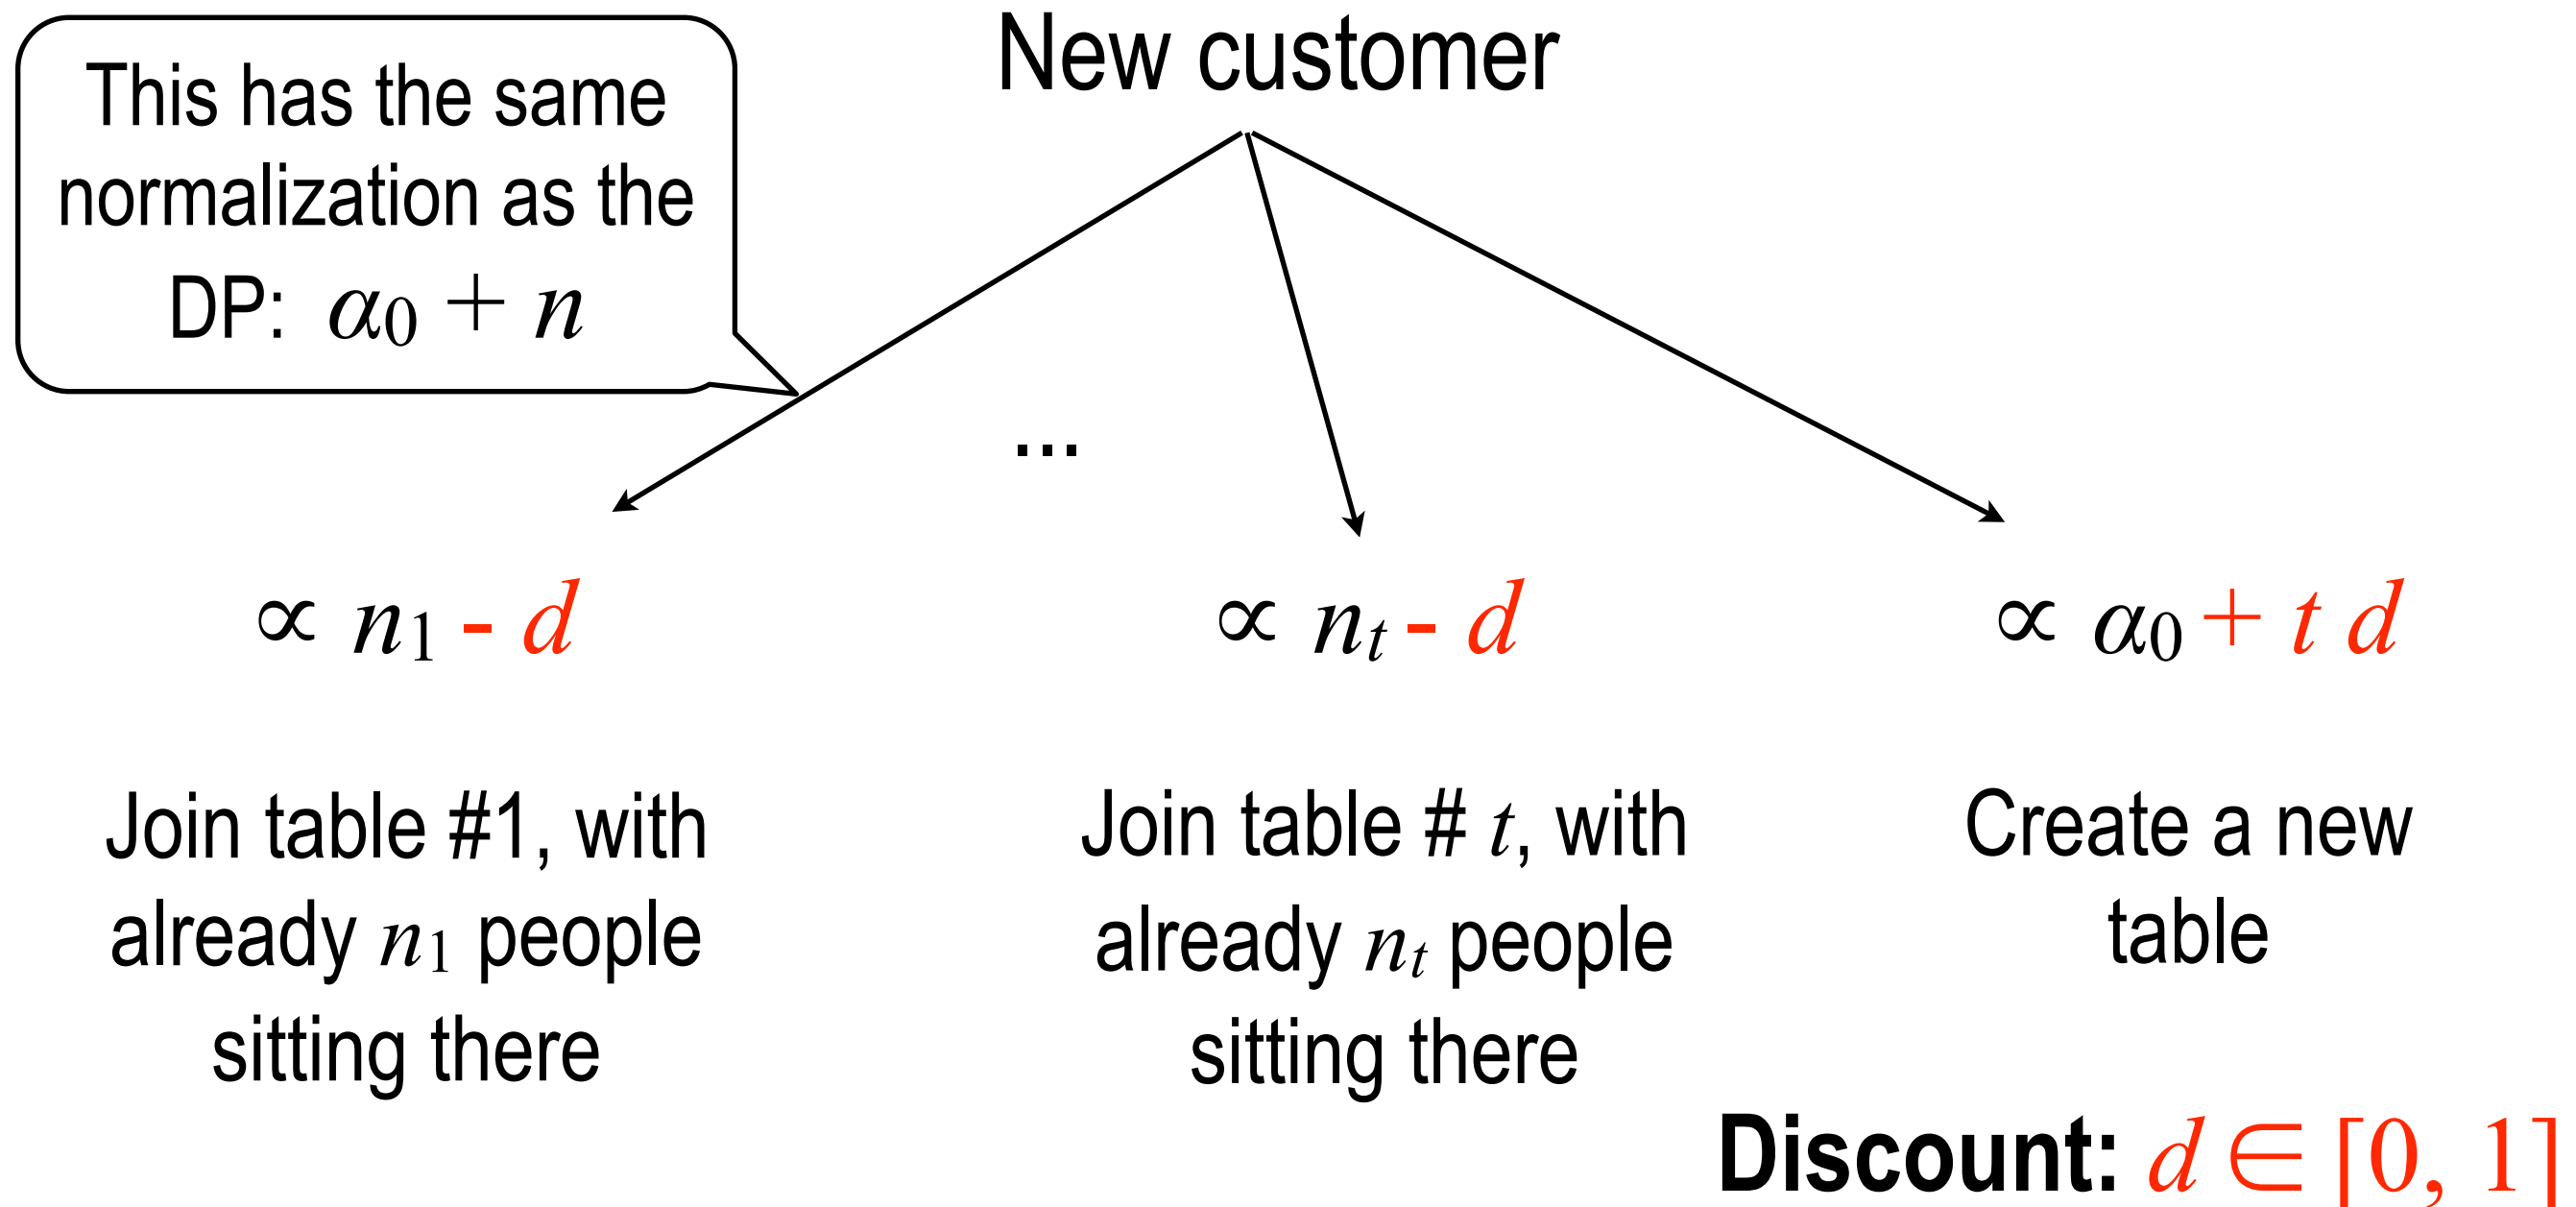 This has the same
normalization as the
DP: α₀ + n
New customer
...
∝ n₁ - d
∝ nₜ - d
∝ α₀ + t d
Join table #1, with
already n₁ people
sitting there
Join table # t, with
already nₜ people
sitting there
Create a new
table
Discount: d ∈ [0, 1]